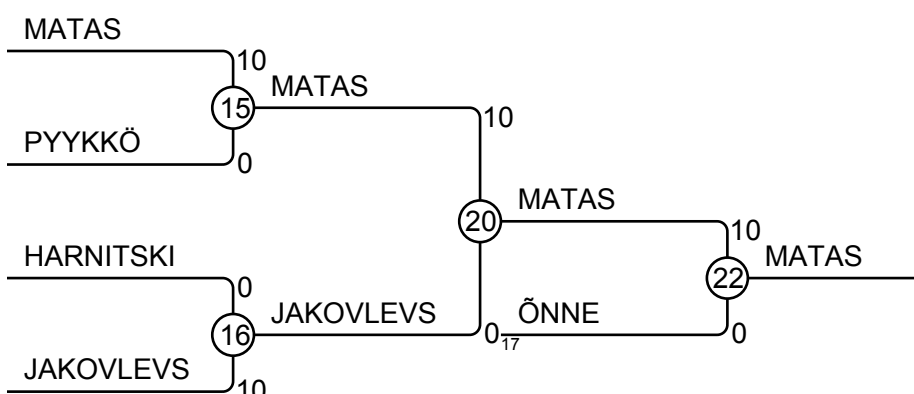 MATAS
10
15
MATAS
10
PYYKKÖ
0
20
MATAS
10
HARNITSKI
0
22
MATAS
16
JAKOVLEVS
0
17
ÕNNE
0
JAKOVLEVS
10